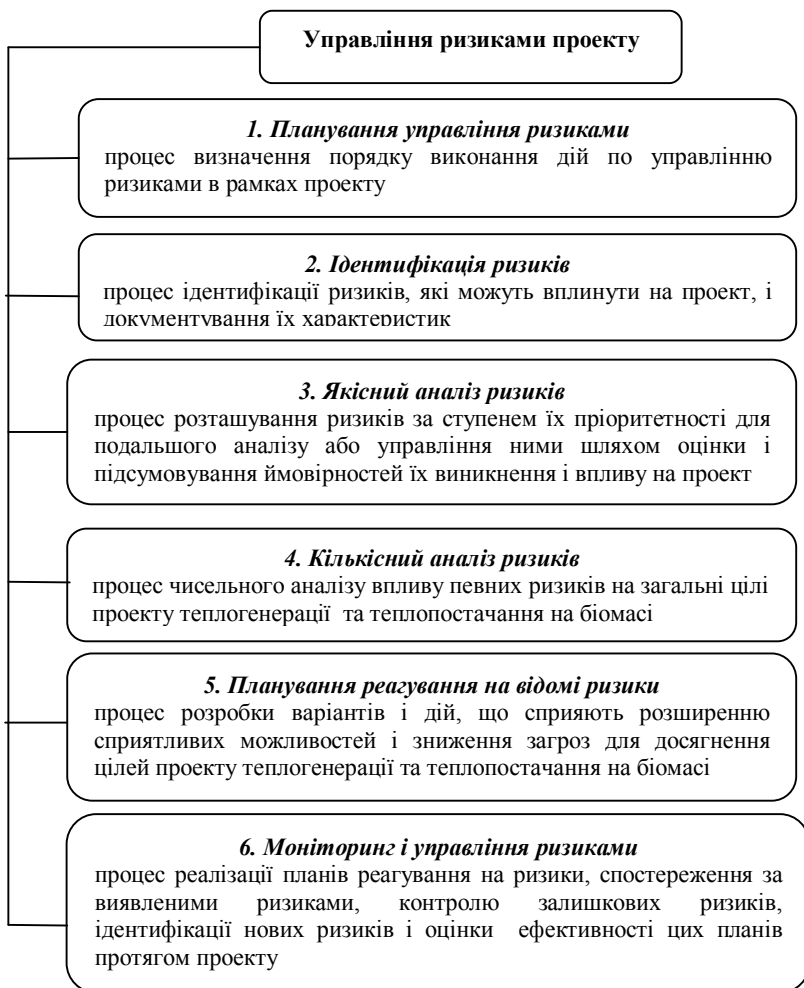 Управління ризиками проекту
1. Планування управління ризиками
процес визначення порядку виконання дій по управлінню
ризиками в рамках проекту
2. Ідентифікація ризиків
процес ідентифікації ризиків, які можуть вплинути на проект, і
документування їх характеристик
3. Якісний аналіз ризиків
процес розташування ризиків за ступенем їх пріоритетності для
подальшого аналізу або управління ними шляхом оцінки і
підсумовування ймовірностей їх виникнення і впливу на проект
4. Кількісний аналіз ризиків
процес чисельного аналізу впливу певних ризиків на загальні цілі
проекту теплогенерації та теплопостачання на біомасі
5. Планування реагування на відомі ризики
процес розробки варіантів і дій, що сприяють розширенню
сприятливих можливостей і зниження загроз для досягнення
цілей проекту теплогенерації та теплопостачання на біомасі
6. Моніторинг і управління ризиками
процес реалізації планів реагування на ризики, спостереження за
виявленими ризиками, контролю залишкових ризиків,
ідентифікації нових ризиків і оцінки ефективності цих планів
протягом проекту